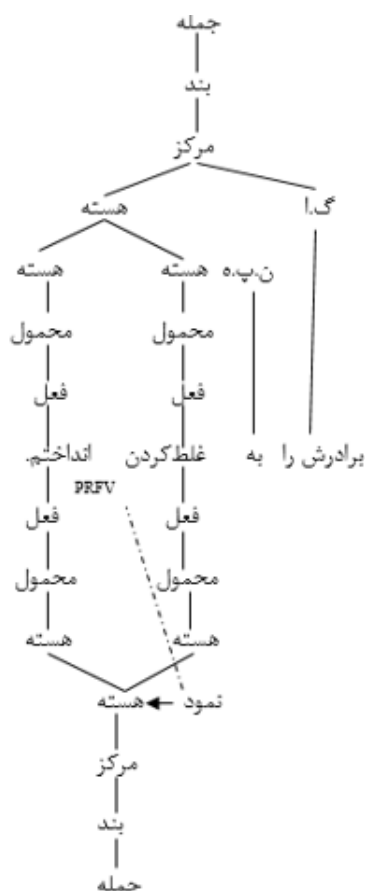 جمله
بند
مرکز
گ.ا هسته
ن.پ.ه هسته هسته
محمول محمول
فعل فعل
برادرش را به غلط‌کردن انداختم.
PRFV
فعل فعل
محمول محمول
هسته هسته
نمود هسته
مرکز
بند
جمله